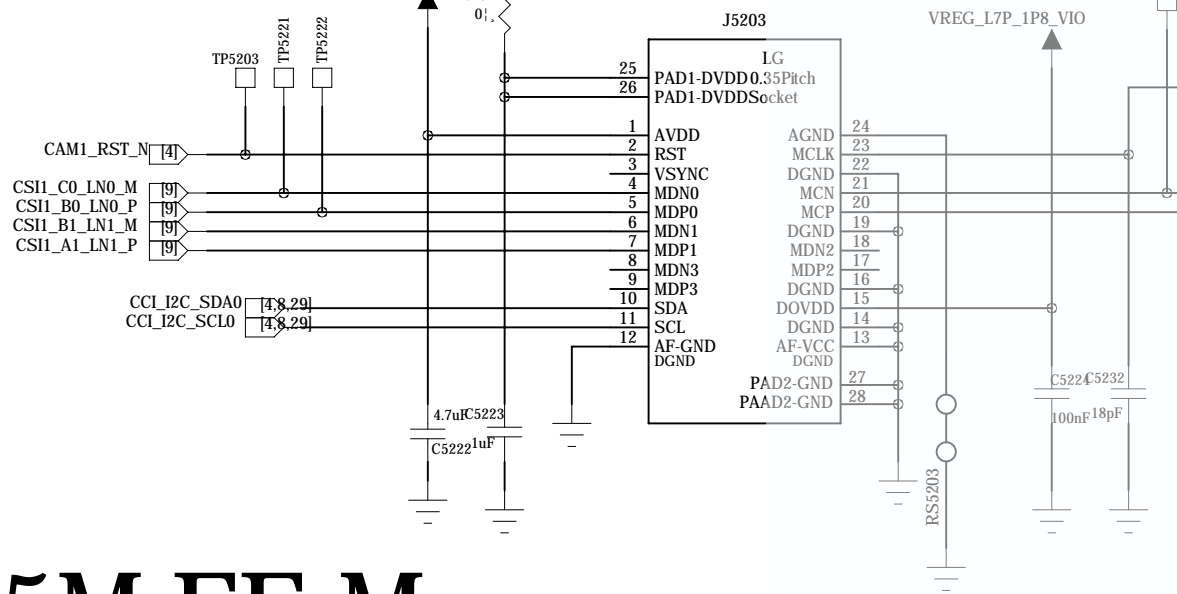 J5203
VREG_L7P_1P8_VIO
TP5203
TP5221
TP5222
LG
0.35Pitch
Socket
25 PAD1-DVDD
26 PAD1-DVDD
1 AVDD
2 RST
3 VSYNC
4 MDN0
5 MDP0
6 MDN1
7 MDP1
8 MDN3
9 MDP3
10 SDA
11 SCL
12 AF-GND
DGND
AGND 24
MCLK 23
DGND 22
MCN 21
MCP 20
DGND 19
MDN2 18
MDP2 17
DGND 16
DOVDD 15
DGND 14
AF-VCC 13
DGND
PAD2-GND 27
PAAD2-GND 28
CAM1_RST_N [4]
CSI1_C0_LN0_M [9]
CSI1_B0_LN0_P [9]
CSI1_B1_LN1_M [9]
CSI1_A1_LN1_P [9]
CCI_I2C_SDA0 [4,8,29]
CCI_I2C_SCL0 [4,8,29]
4.7uF
C5222
C5223
1uF
RS5203
C5224
100nF
C5232
18pF